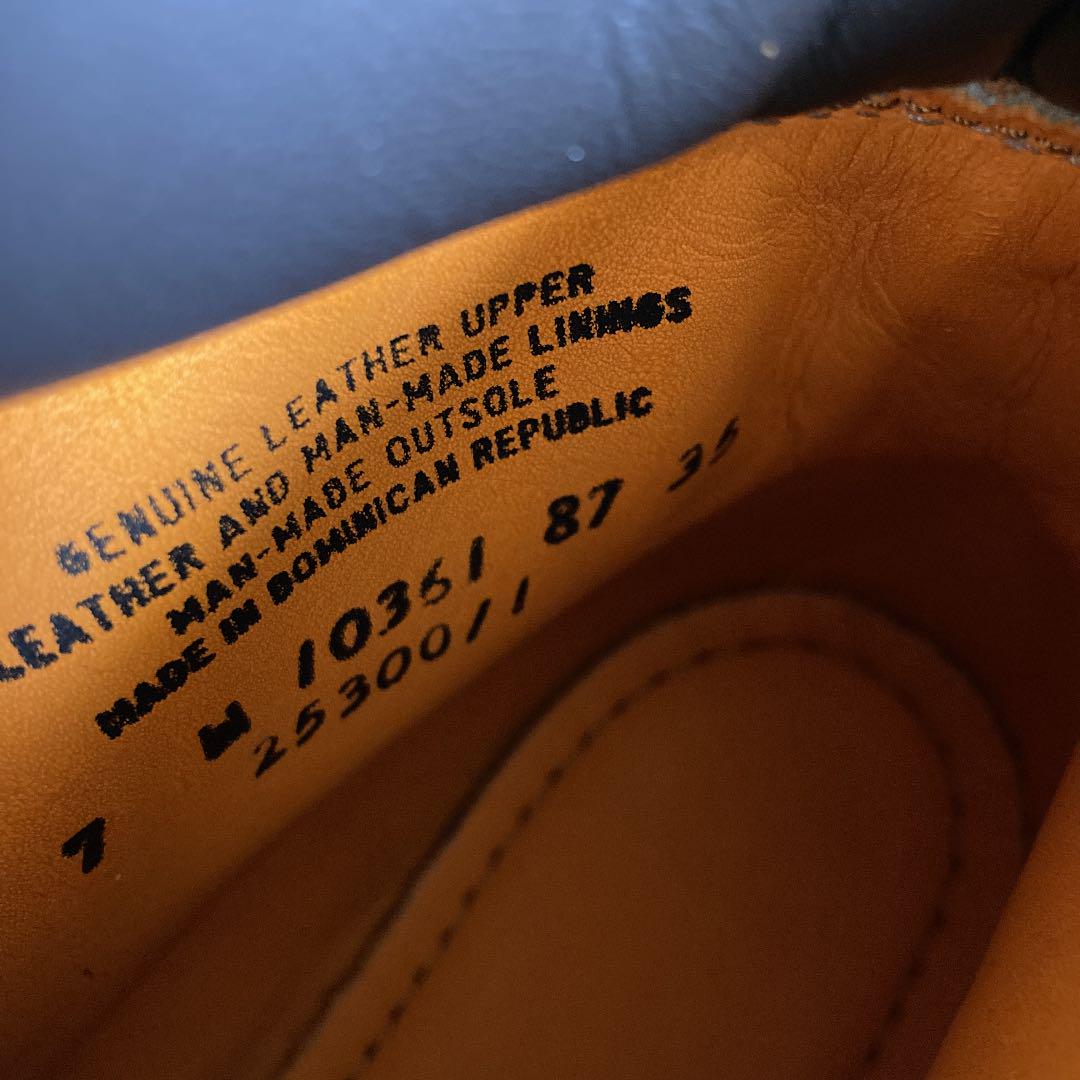 GENUINE LEATHER UPPER
LEATHER AND MAN-MADE LININGS
MAN-MADE OUTSOLE
MADE IN DOMINICAN REPUBLIC
7 W 10361 87 35
25300/1